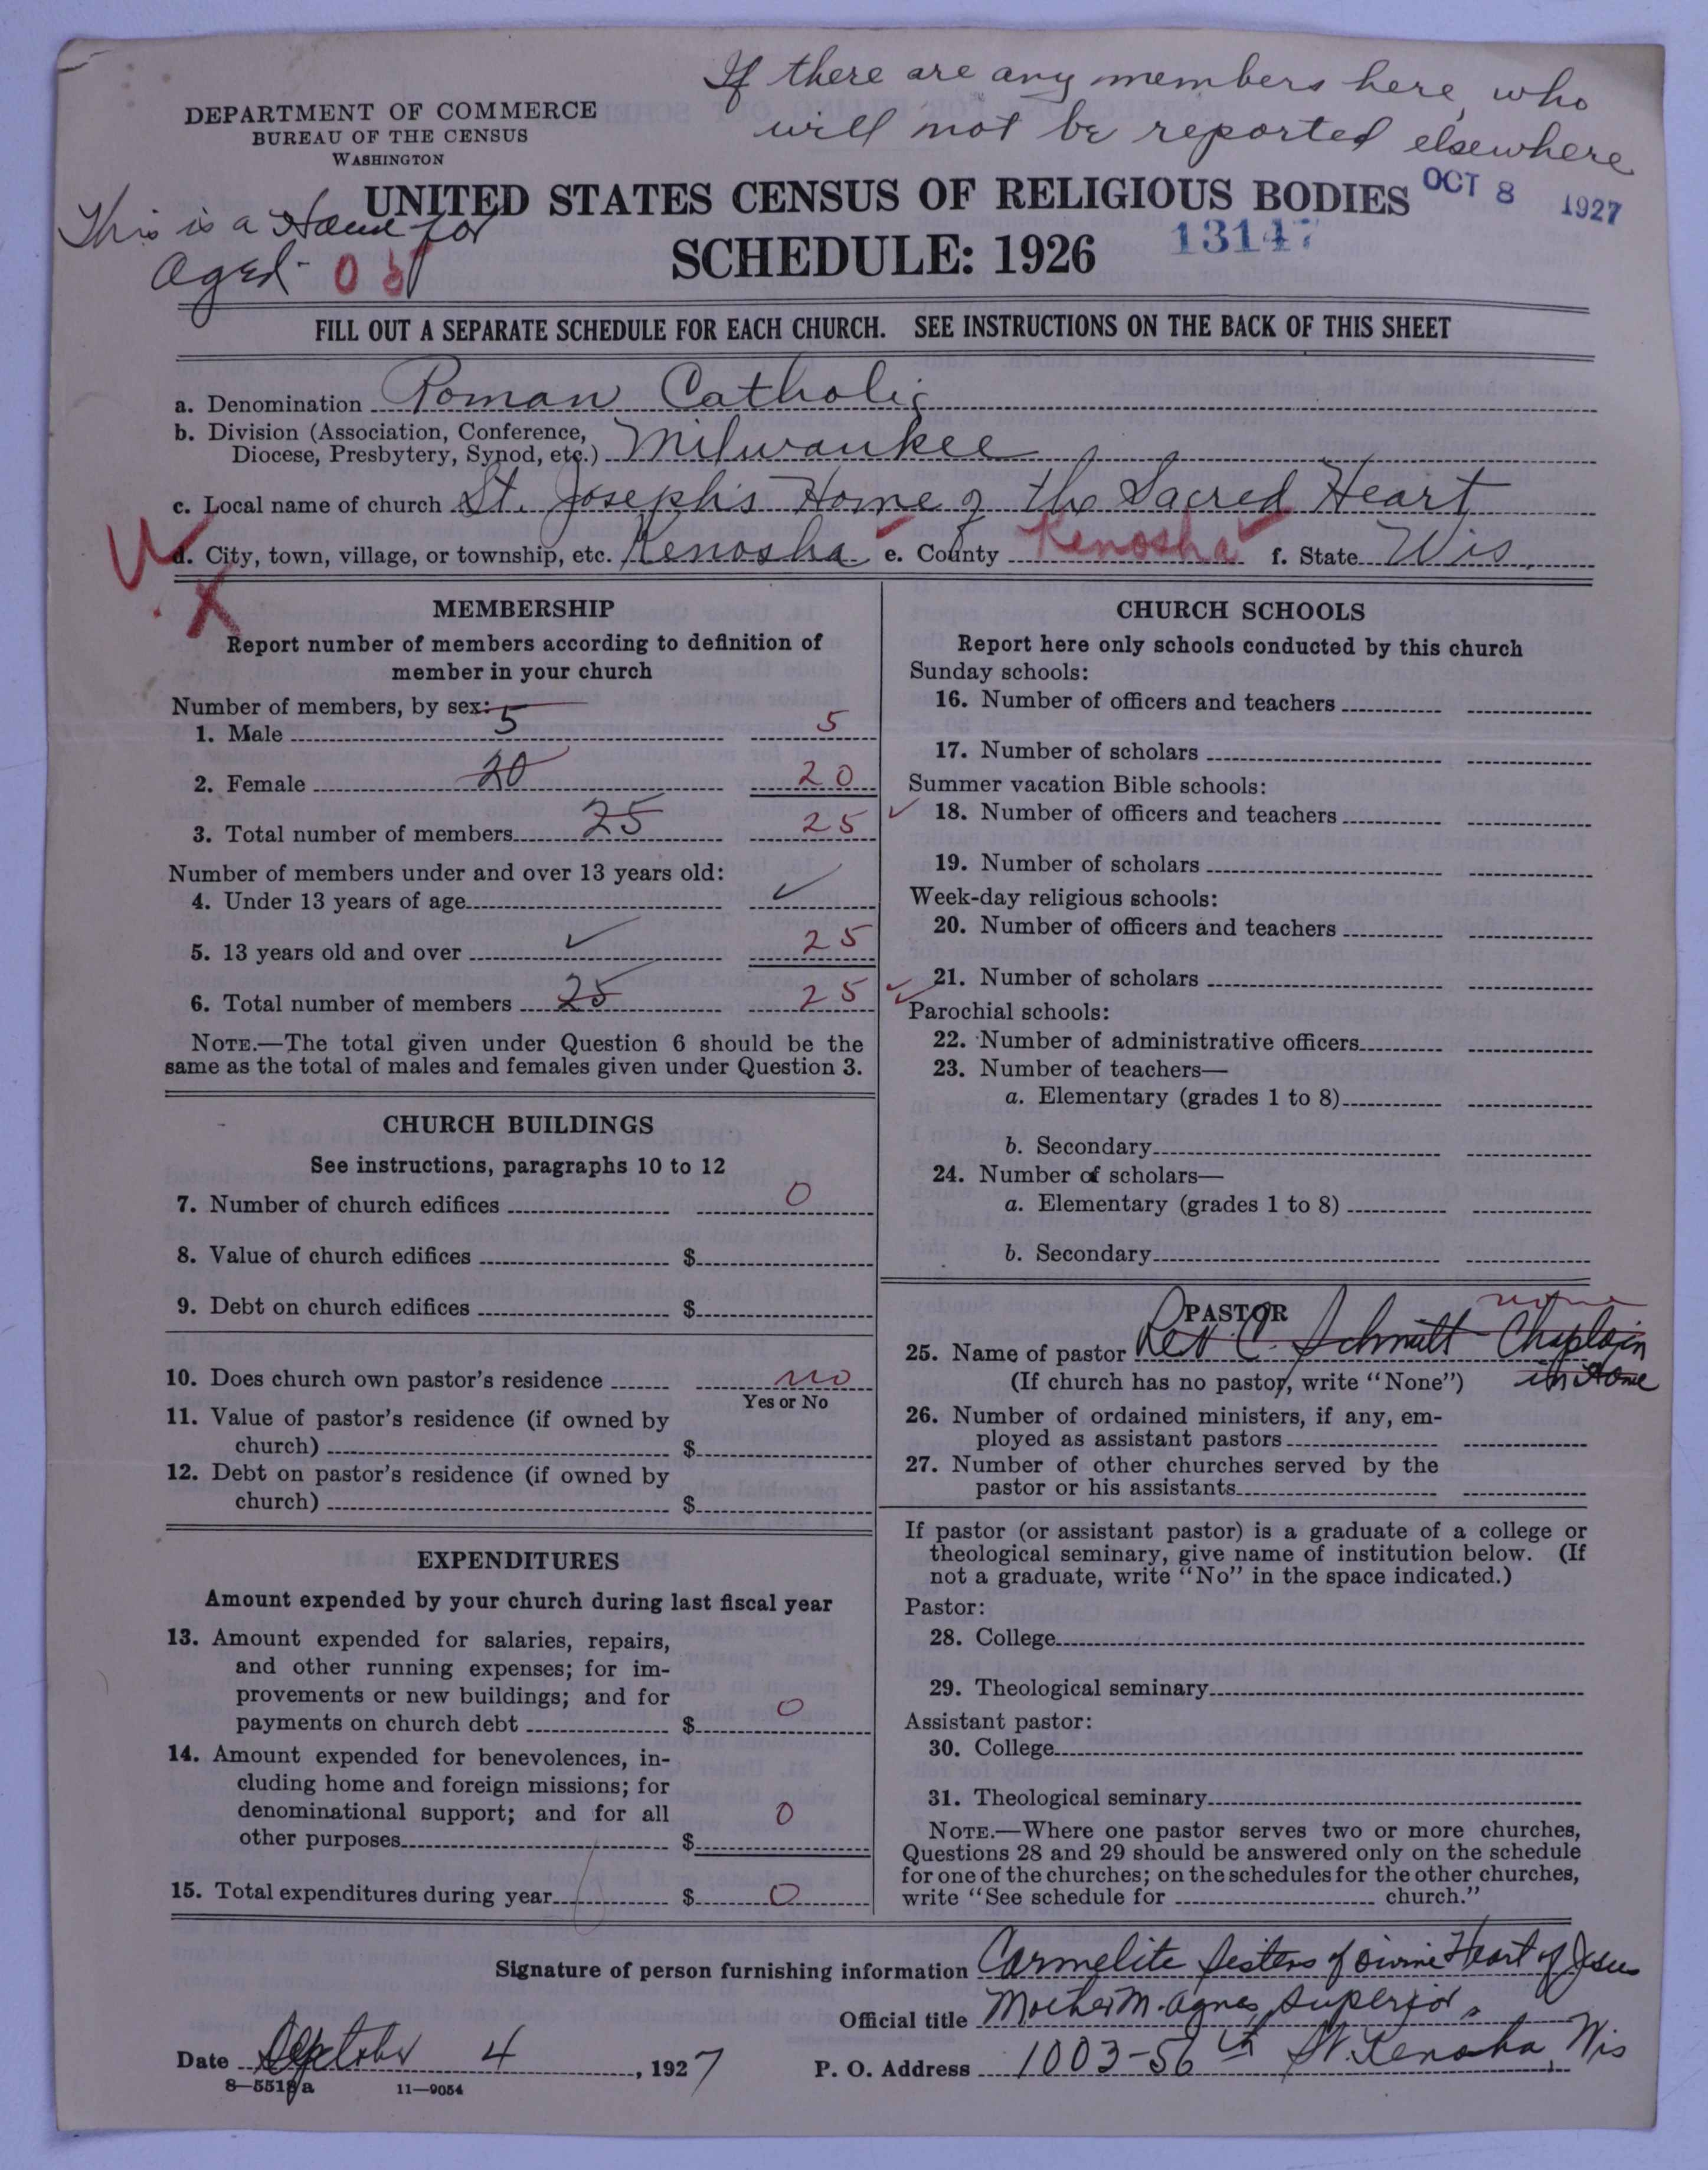 If there are any members here, who
will not be reported elsewhere
DEPARTMENT OF COMMERCE
BUREAU OF THE CENSUS
WASHINGTON
This is a Home for
aged
UNITED STATES CENSUS OF RELIGIOUS BODIES
OCT 8 1927
13147
SCHEDULE: 1926
FILL OUT A SEPARATE SCHEDULE FOR EACH CHURCH. SEE INSTRUCTIONS ON THE BACK OF THIS SHEET
a. Denomination Roman Catholic
b. Division (Association, Conference,
Diocese, Presbytery, Synod, etc.) Milwaukee
c. Local name of church St. Joseph's Home of the Sacred Heart
d. City, town, village, or township, etc. Kenosha e. County Kenosha f. State Wis.
MEMBERSHIP
Report number of members according to definition of
member in your church
Number of members, by sex:
1. Male 5 5
2. Female 20 20
3. Total number of members 25 25
Number of members under and over 13 years old:
4. Under 13 years of age
5. 13 years old and over 25
6. Total number of members 25 25
NOTE.—The total given under Question 6 should be the
same as the total of males and females given under Question 3.
CHURCH BUILDINGS
See instructions, paragraphs 10 to 12
7. Number of church edifices 0
8. Value of church edifices $
9. Debt on church edifices $
10. Does church own pastor's residence no
Yes or No
11. Value of pastor's residence (if owned by
church) $
12. Debt on pastor's residence (if owned by
church) $
EXPENDITURES
Amount expended by your church during last fiscal year
13. Amount expended for salaries, repairs,
and other running expenses; for im-
provements or new buildings; and for
payments on church debt $ 0
14. Amount expended for benevolences, in-
cluding home and foreign missions; for
denominational support; and for all
other purposes $ 0
15. Total expenditures during year $ 0
CHURCH SCHOOLS
Report here only schools conducted by this church
Sunday schools:
16. Number of officers and teachers
17. Number of scholars
Summer vacation Bible schools:
18. Number of officers and teachers
19. Number of scholars
Week-day religious schools:
20. Number of officers and teachers
21. Number of scholars
Parochial schools:
22. Number of administrative officers
23. Number of teachers—
a. Elementary (grades 1 to 8)
b. Secondary
24. Number of scholars—
a. Elementary (grades 1 to 8)
b. Secondary
PASTOR
none
25. Name of pastor Rev C. Schmitt Chaplain
(If church has no pastor, write "None") in Home
26. Number of ordained ministers, if any, em-
ployed as assistant pastors
27. Number of other churches served by the
pastor or his assistants
If pastor (or assistant pastor) is a graduate of a college or
theological seminary, give name of institution below. (If
not a graduate, write "No" in the space indicated.)
Pastor:
28. College
29. Theological seminary
Assistant pastor:
30. College
31. Theological seminary
NOTE.—Where one pastor serves two or more churches,
Questions 28 and 29 should be answered only on the schedule
for one of the churches; on the schedules for the other churches,
write "See schedule for church."
Signature of person furnishing information Carmelite Sisters of Divine Heart of Jesus
Official title Mother M. Agnes, Superior.
Date 4, 1927 P. O. Address 1003-56th St. Kenosha, Wis
8—5518a 11—9054